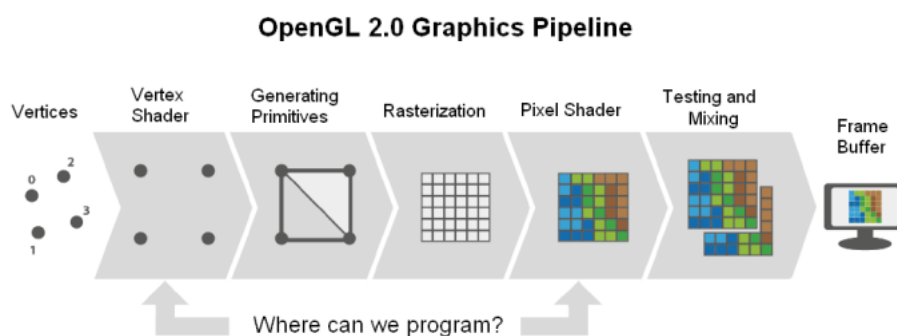 OpenGL 2.0 Graphics Pipeline
Vertices
Vertex
Shader
Generating
Primitives
Rasterization
Pixel Shader
Testing and
Mixing
Frame
Buffer
0
2
3
1
Where can we program?